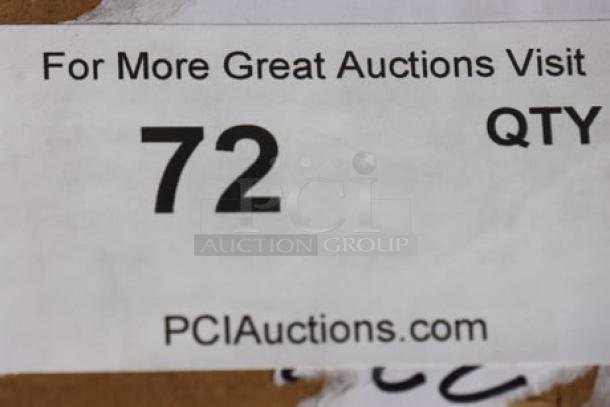 For More Great Auctions Visit
72
QTY
PCI
AUCTION GROUP
PCIAuctions.com